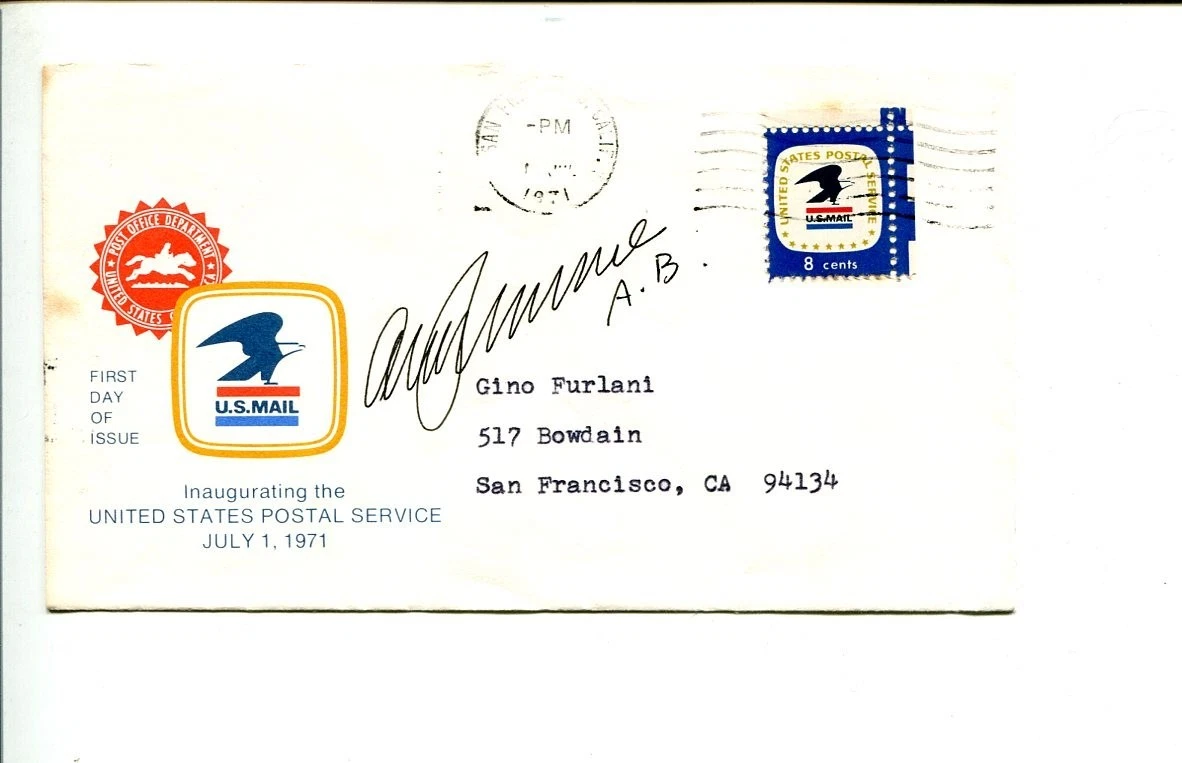 -PM
1971
UNITED STATES POSTAL SERVICE
U.S.MAIL
8 cents
POST OFFICE DEPARTMENT
UNITED STATES
A.B.
FIRST
DAY
OF
ISSUE
U.S.MAIL
Gino Furlani
517 Bowdain
San Francisco, CA 94134
Inaugurating the
UNITED STATES POSTAL SERVICE
JULY 1, 1971